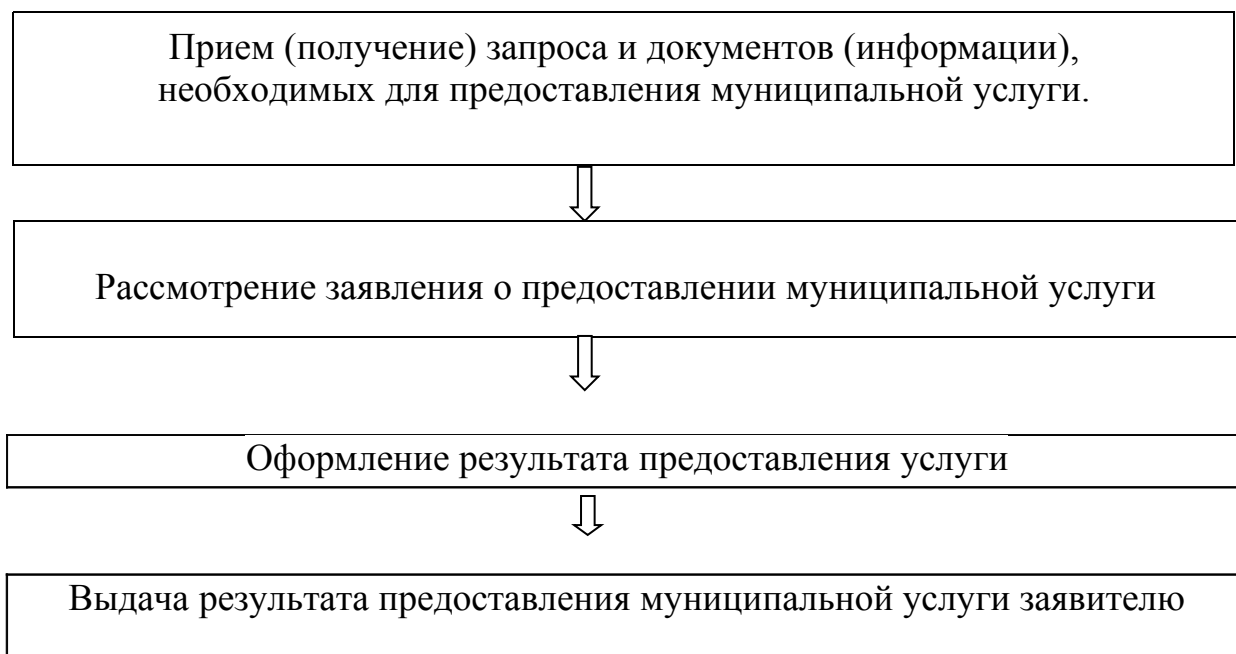 Прием (получение) запроса и документов (информации),
необходимых для предоставления муниципальной услуги.
Рассмотрение заявления о предоставлении муниципальной услуги
Оформление результата предоставления услуги
Выдача результата предоставления муниципальной услуги заявителю